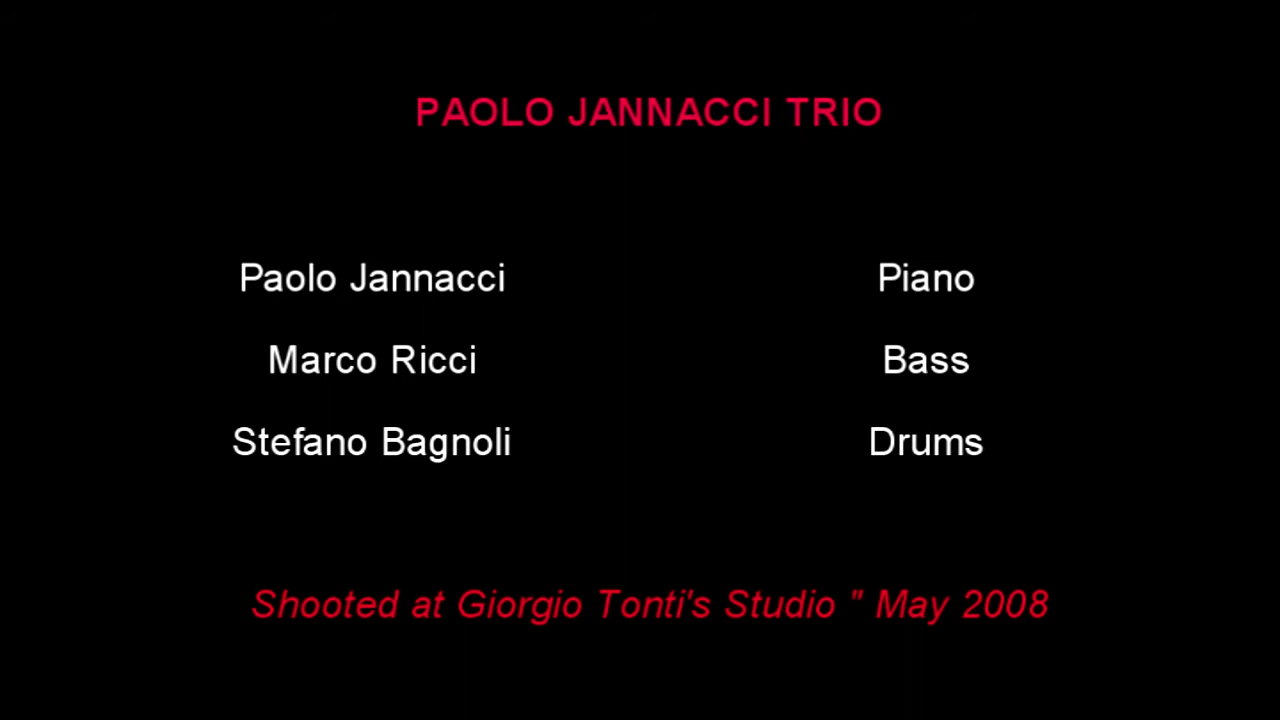 PAOLO JANNACCI TRIO
Paolo Jannacci Piano
Marco Ricci Bass
Stefano Bagnoli Drums
Shooted at Giorgio Tonti's Studio " May 2008